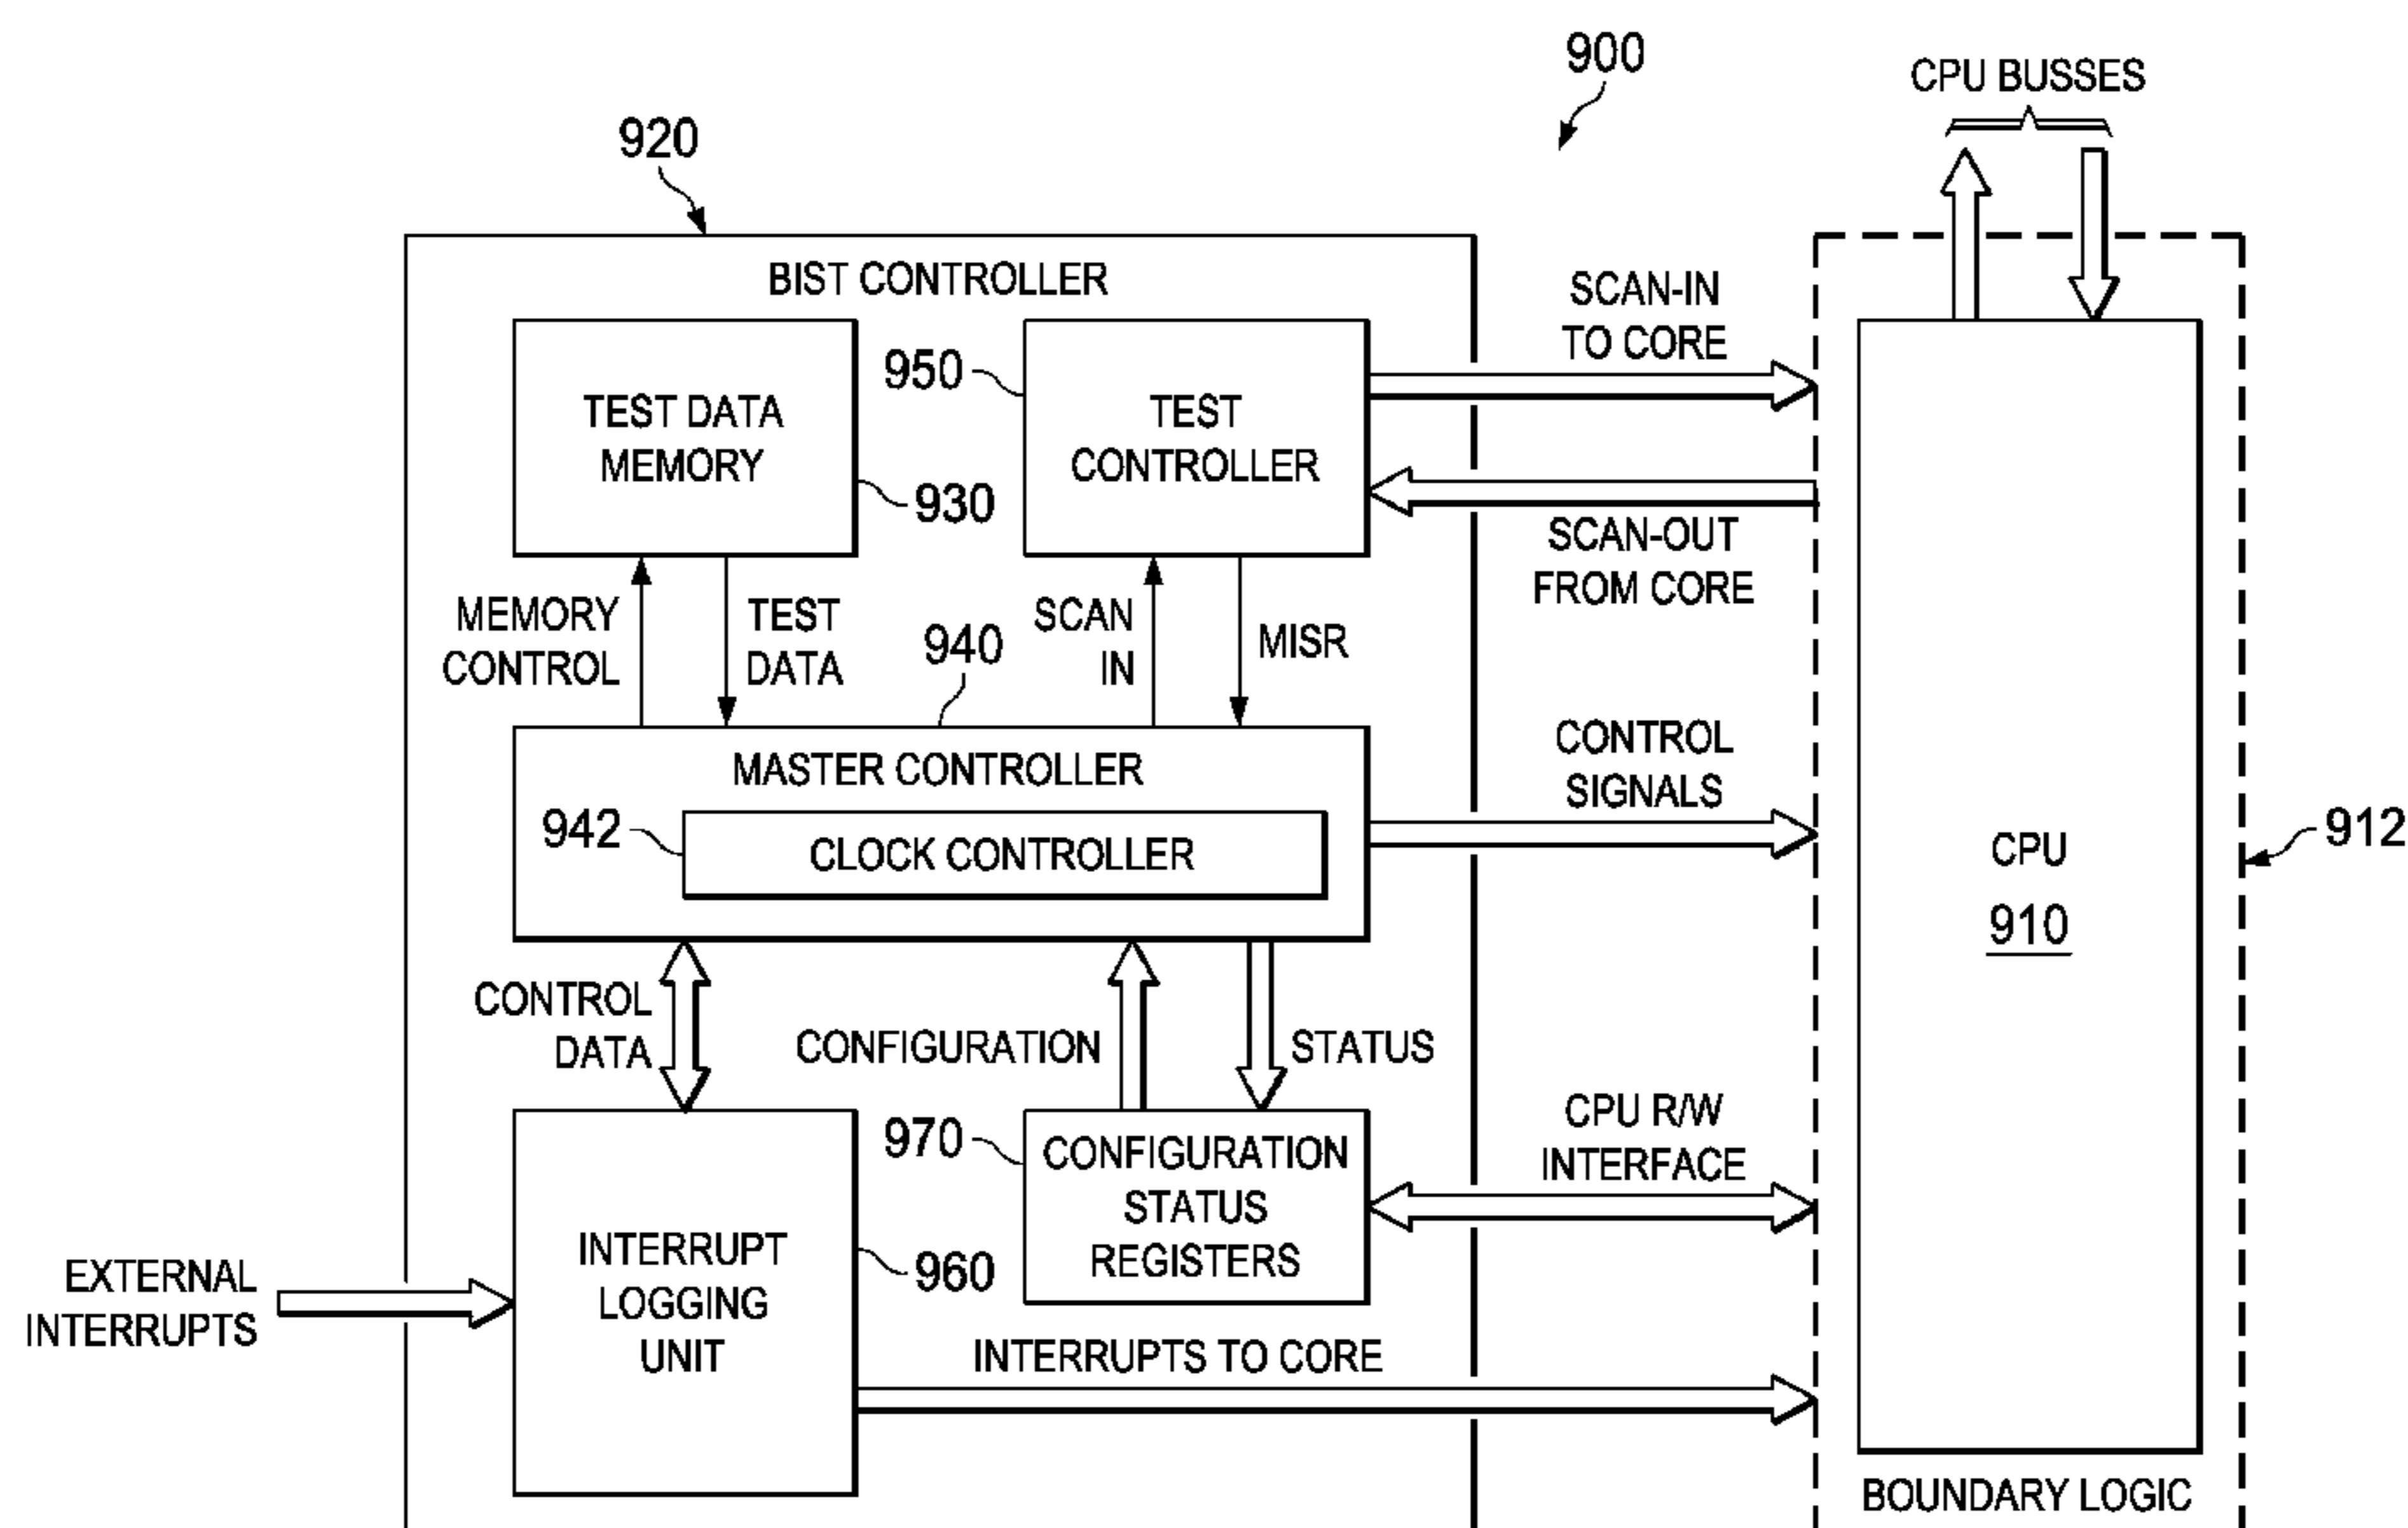 900
CPU BUSSES
920
BIST CONTROLLER
SCAN-IN
TO CORE
950
TEST DATA
MEMORY
TEST
CONTROLLER
930
SCAN-OUT
FROM CORE
MEMORY
CONTROL
TEST
DATA
940
SCAN
IN
MISR
MASTER CONTROLLER
CONTROL
SIGNALS
942
CLOCK CONTROLLER
CPU
910
912
CONTROL
DATA
CONFIGURATION
STATUS
CPU R/W
INTERFACE
970
CONFIGURATION
STATUS
REGISTERS
INTERRUPT
LOGGING
UNIT
960
EXTERNAL
INTERRUPTS
INTERRUPTS TO CORE
BOUNDARY LOGIC